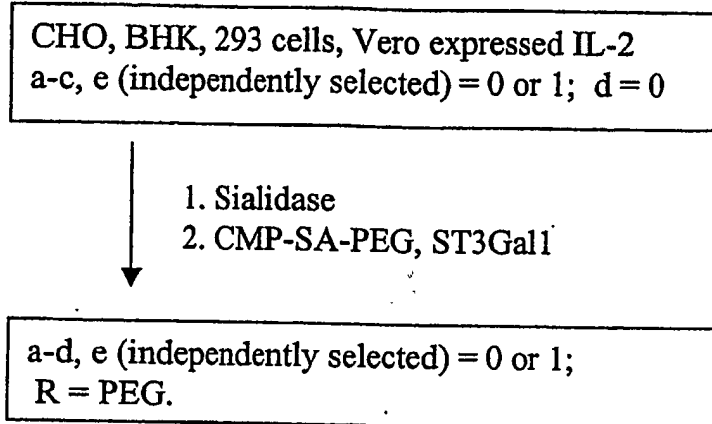 CHO, BHK, 293 cells, Vero expressed IL-2
a-c, e (independently selected) = 0 or 1; d = 0
1. Sialidase
2. CMP-SA-PEG, ST3Gal1
a-d, e (independently selected) = 0 or 1;
R = PEG.